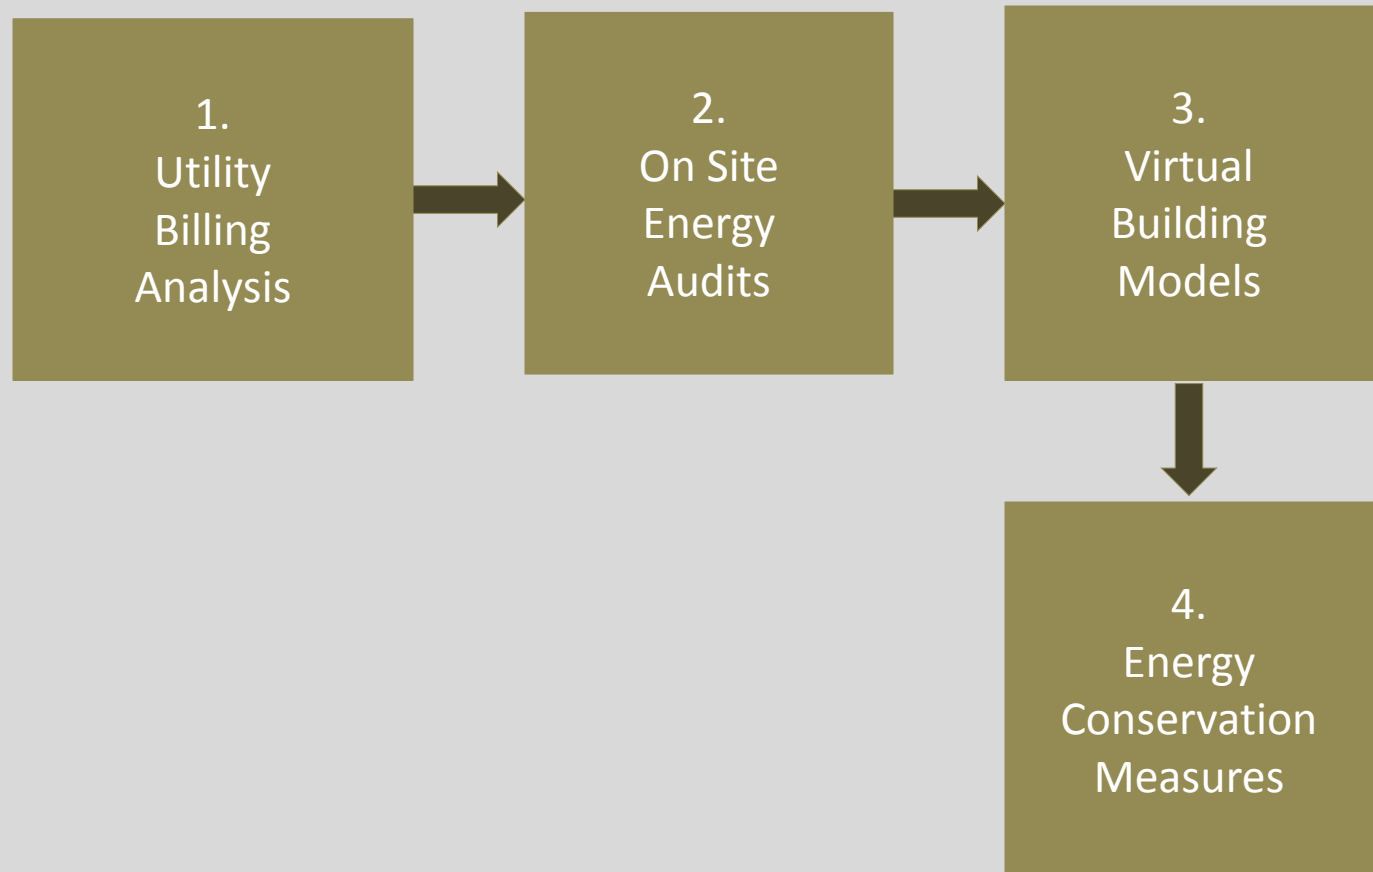 1.
Utility
Billing
Analysis
2.
On Site
Energy
Audits
3.
Virtual
Building
Models
4.
Energy
Conservation
Measures